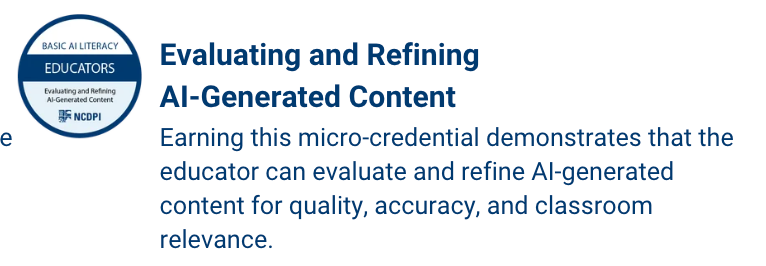 BASIC AI LITERACY
EDUCATORS
Evaluating and Refining
AI-Generated Content
NCDPI
Evaluating and Refining
AI-Generated Content
e
Earning this micro-credential demonstrates that the
educator can evaluate and refine AI-generated
content for quality, accuracy, and classroom
relevance.